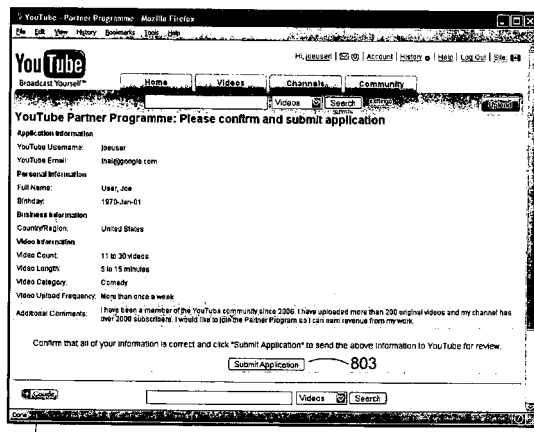 YouTube - Partner Programme - Mozilla Firefox
File Edit View History Bookmarks Tools Help
Hi, joeuser! (0) | Account | History | Help | Log Out | Site:
YouTube
Broadcast Yourself™
Home Videos Channels Community
Videos Search Upload
YouTube Partner Programme: Please confirm and submit application
Application Information
YouTube Username: joeuser
YouTube Email: thai@google.com
Personal Information
Full Name: User, Joe
Birthday: 1970-Jan-01
Business Information
Country/Region: United States
Video Information
Video Count: 11 to 30 videos
Video Length: 5 to 15 minutes
Video Category: Comedy
Video Upload Frequency: More than once a week
Additional Comments: I have been a member of the YouTube community since 2006. I have uploaded more than 200 original videos and my channel has
over 2000 subscribers. I would like to join the Partner Program so I can earn revenue from my work.
Confirm that all of your information is correct and click "Submit Application" to send the above information to YouTube for review.
Submit Application 803
Google Videos Search
Done